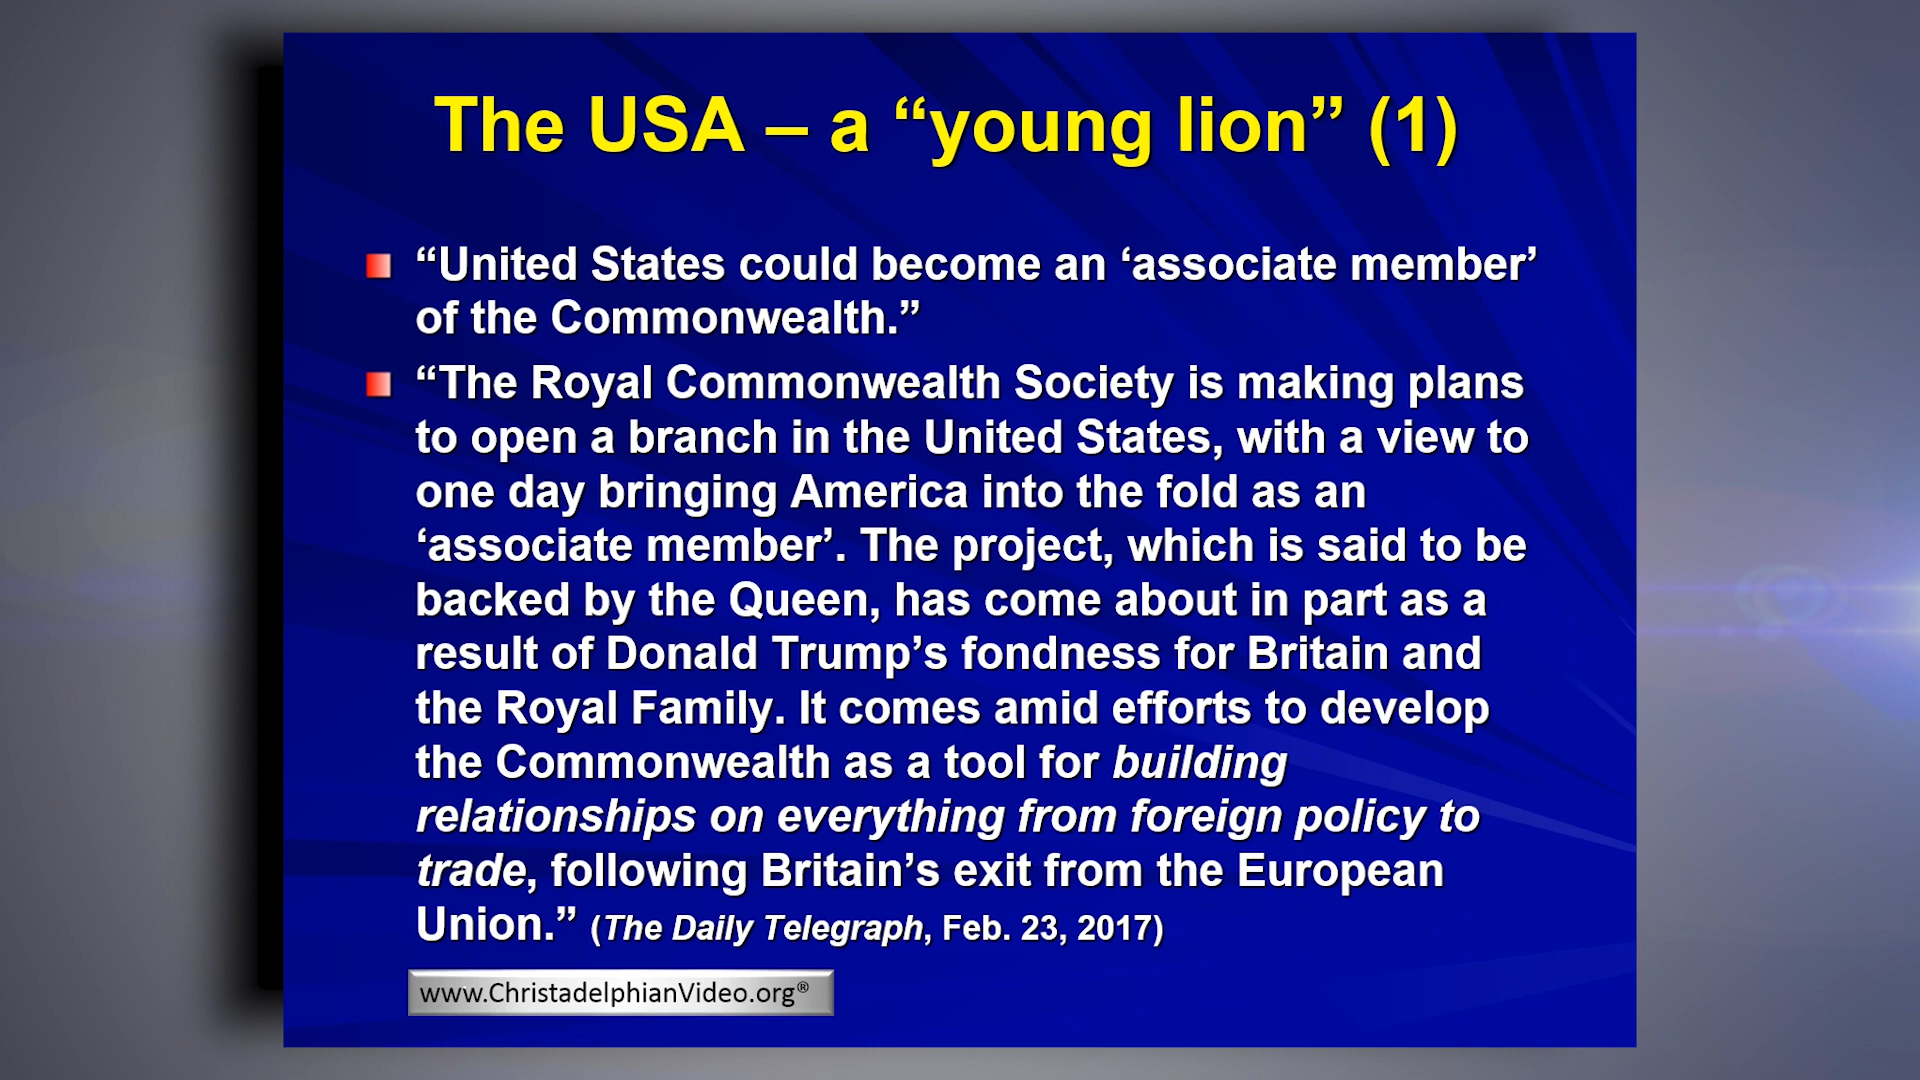 The USA – a “young lion” (1)
“United States could become an ‘associate member’
of the Commonwealth.”
“The Royal Commonwealth Society is making plans
to open a branch in the United States, with a view to
one day bringing America into the fold as an
‘associate member’. The project, which is said to be
backed by the Queen, has come about in part as a
result of Donald Trump’s fondness for Britain and
the Royal Family. It comes amid efforts to develop
the Commonwealth as a tool for building
relationships on everything from foreign policy to
trade, following Britain’s exit from the European
Union.” (The Daily Telegraph, Feb. 23, 2017)
www.ChristadelphianVideo.org®